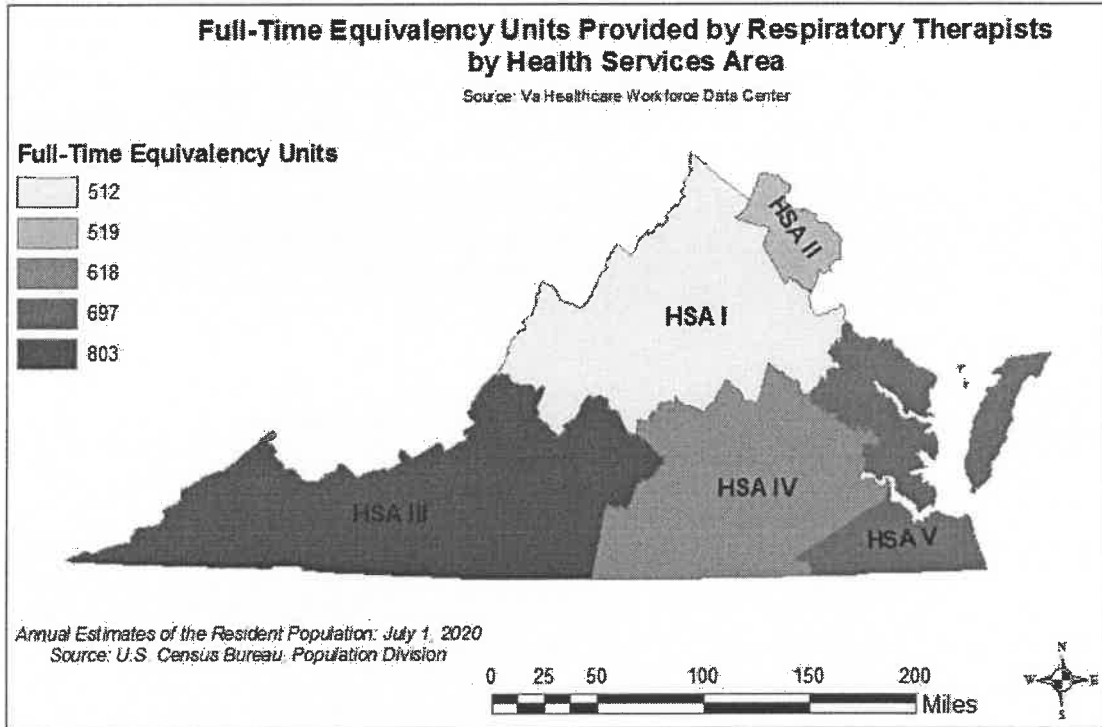 Full-Time Equivalency Units Provided by Respiratory Therapists
by Health Services Area
Source: Va Healthcare Workforce Data Center
Full-Time Equivalency Units
512
519
618
697
803
HSA II
HSA I
HSA III
HSA IV
HSA V
Annual Estimates of the Resident Population: July 1, 2020
Source: U.S. Census Bureau, Population Division
0 25 50 100 150 200
Miles
N
W E
S